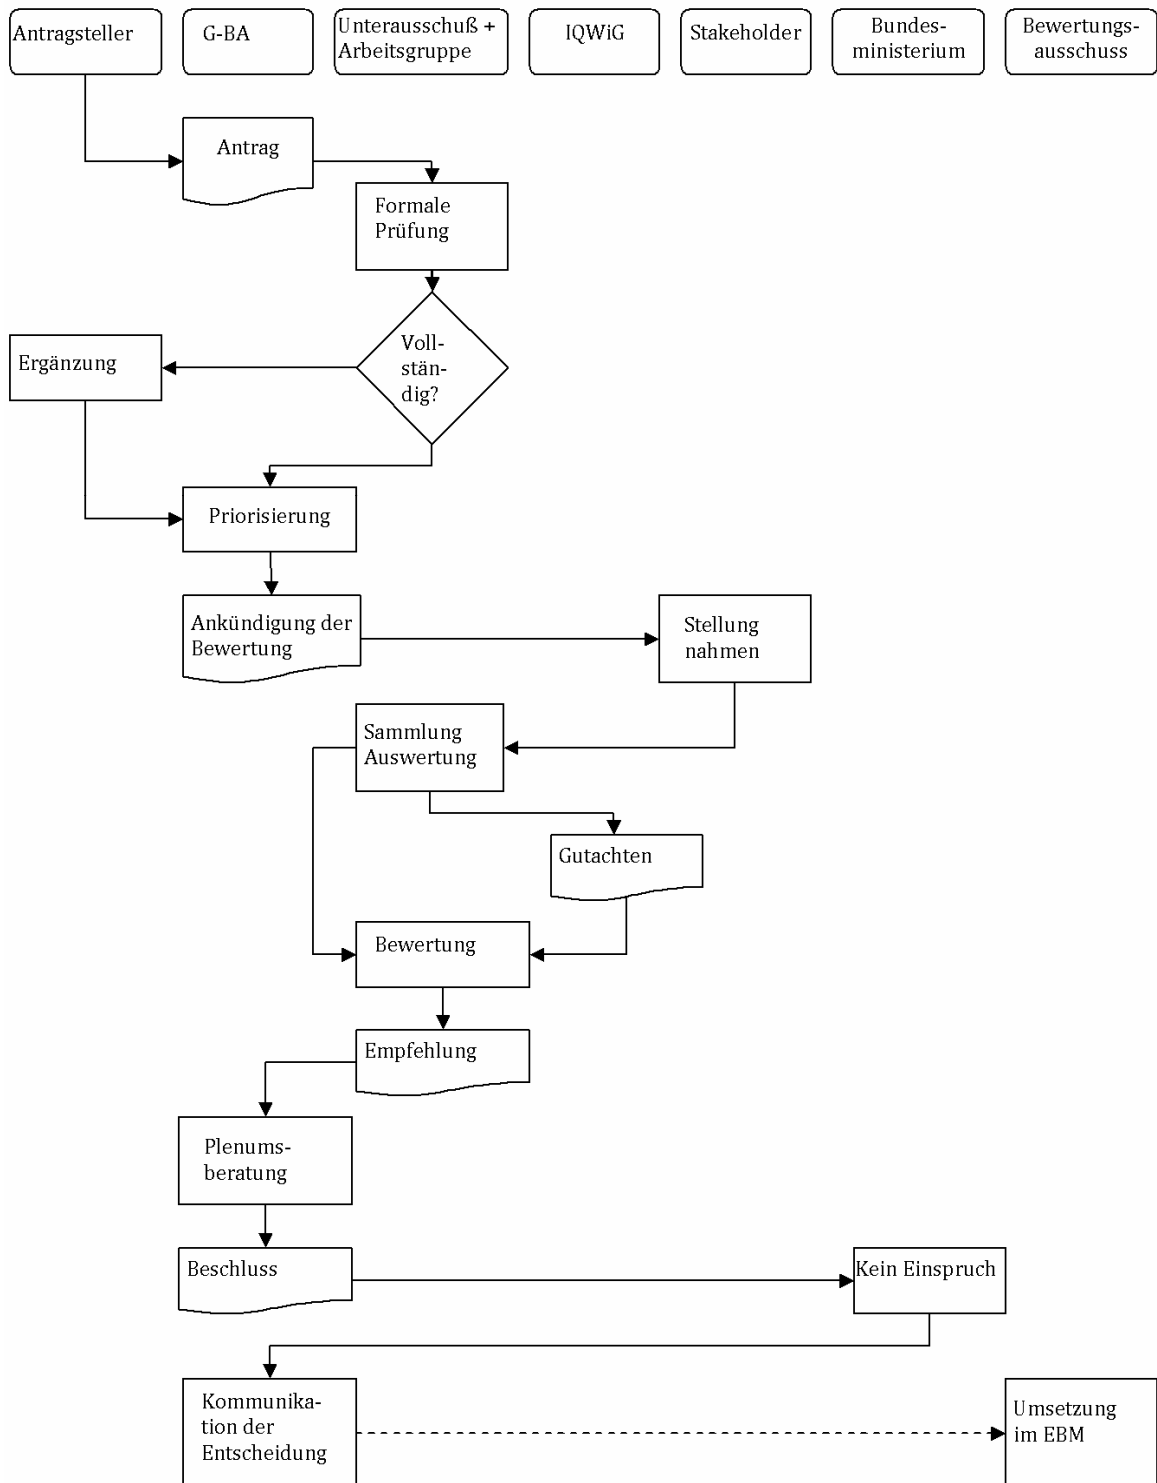 Antragsteller
G-BA
Unterausschuß +
Arbeitsgruppe
IQWiG
Stakeholder
Bundes-
ministerium
Bewertungs-
ausschuss
Antrag
Formale
Prüfung
Voll-
stän-
dig?
Ergänzung
Priorisierung
Ankündigung der
Bewertung
Stellung
nahmen
Sammlung
Auswertung
Gutachten
Bewertung
Empfehlung
Plenums-
beratung
Beschluss
Kein Einspruch
Kommunika-
tion der
Entscheidung
Umsetzung
im EBM